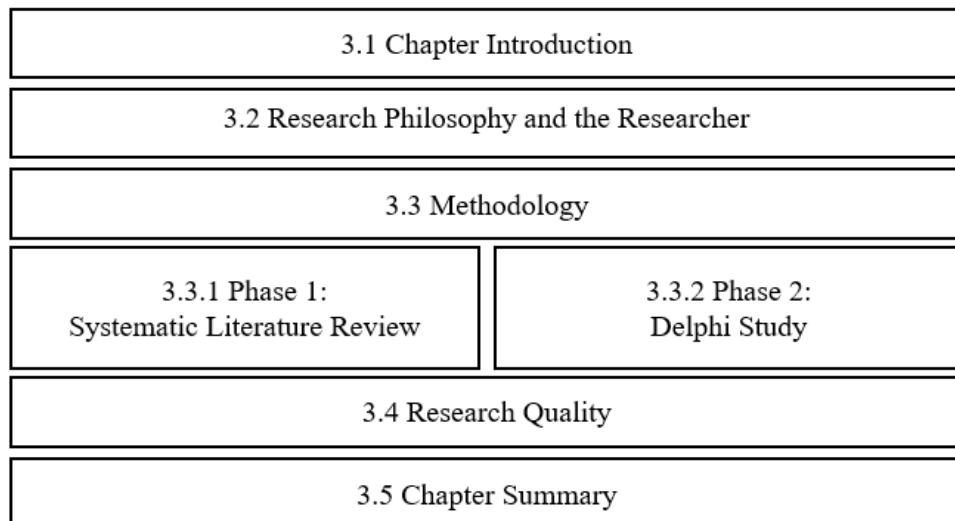 3.1 Chapter Introduction
3.2 Research Philosophy and the Researcher
3.3 Methodology
3.3.1 Phase 1:
Systematic Literature Review
3.3.2 Phase 2:
Delphi Study
3.4 Research Quality
3.5 Chapter Summary